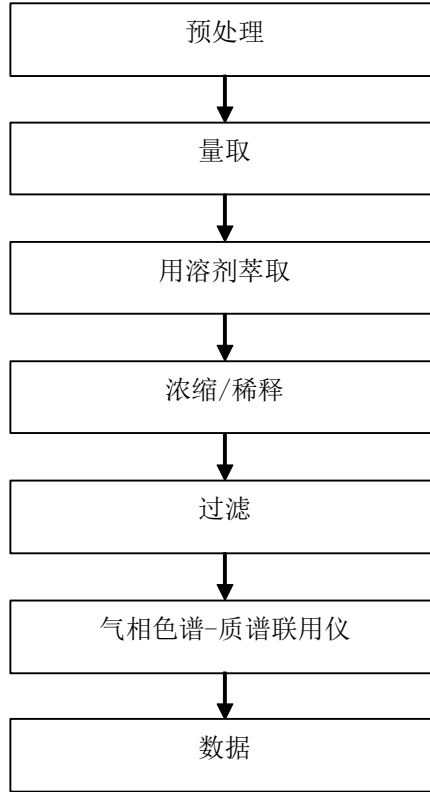 预处理
量取
用溶剂萃取
浓缩/稀释
过滤
气相色谱-质谱联用仪
数据